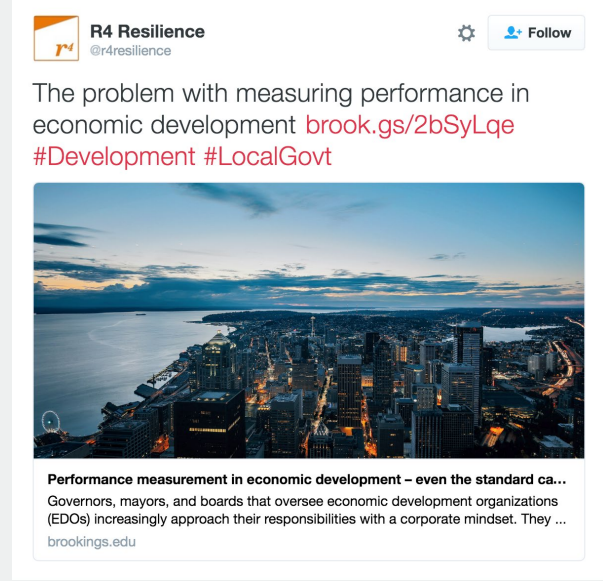 r4
R4 Resilience
@r4resilience
Follow
The problem with measuring performance in
economic development brook.gs/2bSyLqe
#Development #LocalGovt
Performance measurement in economic development – even the standard ca...
Governors, mayors, and boards that oversee economic development organizations
(EDOs) increasingly approach their responsibilities with a corporate mindset. They ...
brookings.edu